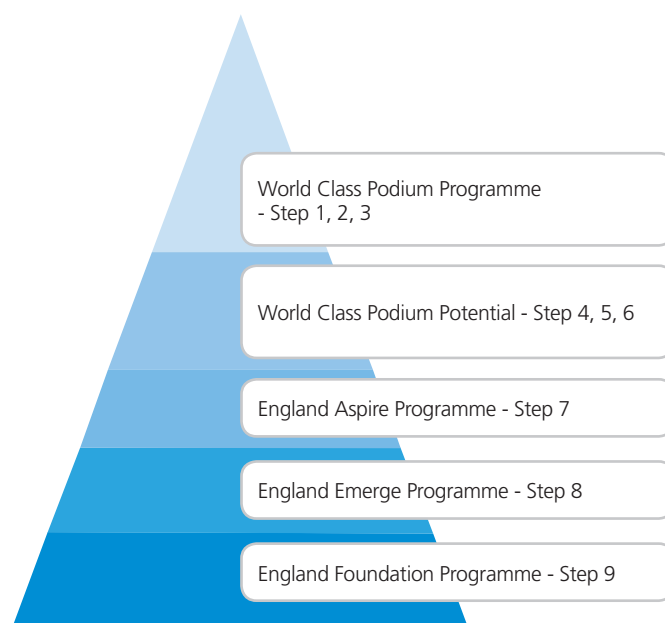 World Class Podium Programme
- Step 1, 2, 3
World Class Podium Potential - Step 4, 5, 6
England Aspire Programme - Step 7
England Emerge Programme - Step 8
England Foundation Programme - Step 9